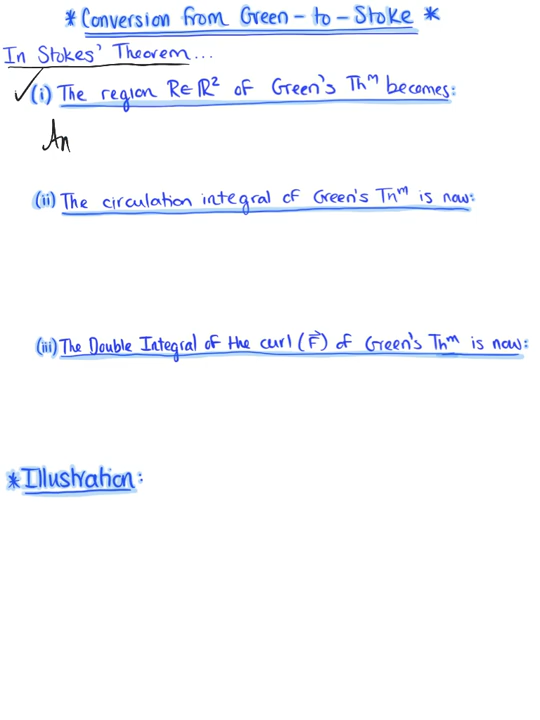 * Conversion from Green-to-Stoke *
In Stokes' Theorem...
✓(i) The region R∈ℝ² of Green's Thᵐ becomes:
An
(ii) The circulation integral of Green's Thᵐ is now:
(iii) The Double Integral of the curl (F⃗) of Green's Thᵐ is now:
* Illustration: